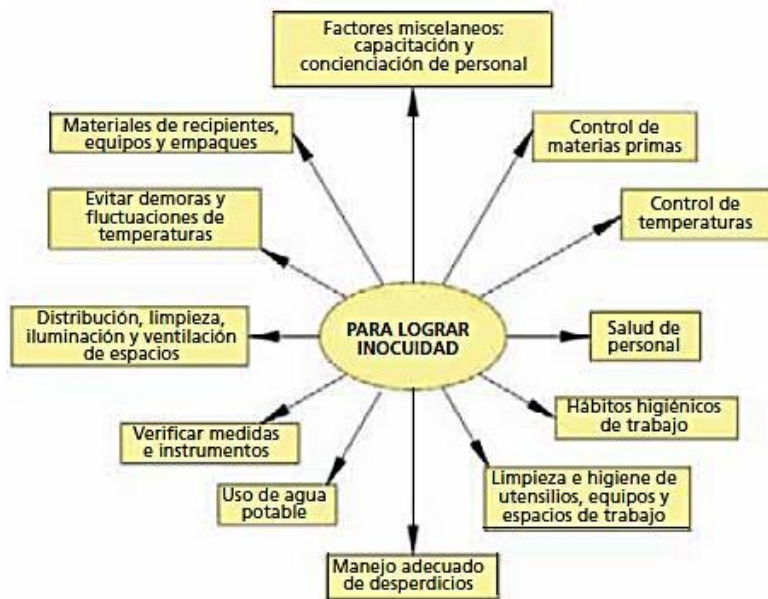 Factores miscelaneos:
capacitación y
concienciación de personal
Materiales de recipientes,
equipos y empaques
Control de
materias primas
Evitar demoras y
fluctuaciones de
temperaturas
Control de
temperaturas
Distribución, limpieza,
iluminación y ventilación
de espacios
PARA LOGRAR
INOCUIDAD
Salud de
personal
Verificar medidas
e instrumentos
Hábitos higiénicos
de trabajo
Uso de agua
potable
Limpieza e higiene de
utensilios, equipos y
espacios de trabajo
Manejo adecuado
de desperdicios